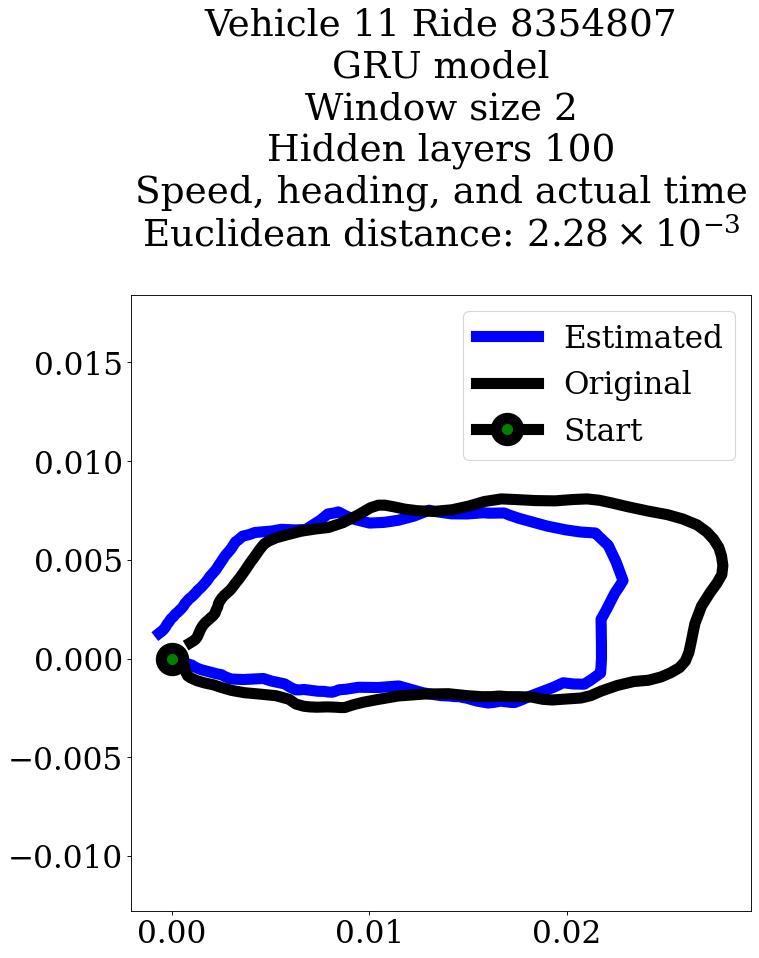 Vehicle 11 Ride 8354807
GRU model
Window size 2
Hidden layers 100
Speed, heading, and actual time
Euclidean distance: 2.28 × 10⁻³
Estimated
Original
Start
0.015
0.010
0.005
0.000
−0.005
−0.010
0.00 0.01 0.02